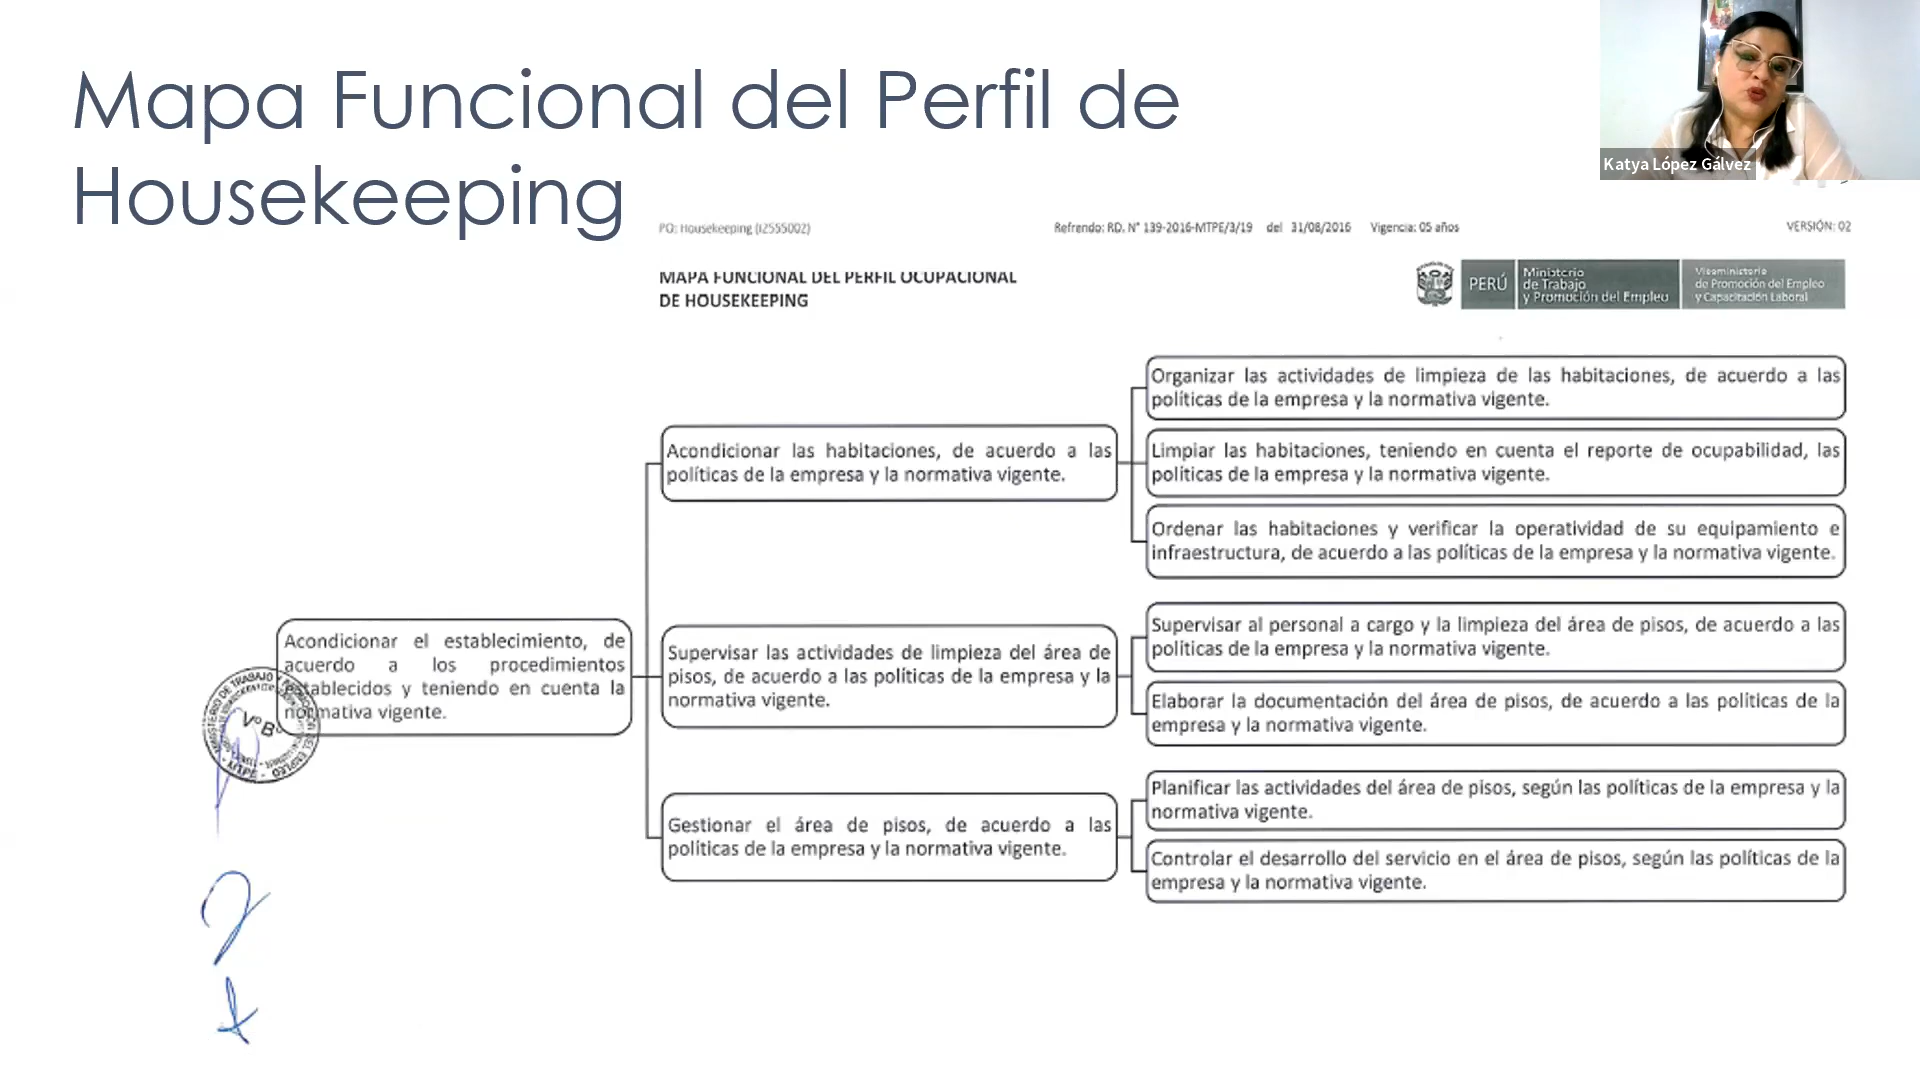 Mapa Funcional del Perfil de
Housekeeping
Katya López Gálvez
PO: Housekeeping (I2555002)
Refrendo: RD. N° 139-2016-MTPE/3/19 del 31/08/2016 Vigencia: 05 años
VERSIÓN: 02
MAPA FUNCIONAL DEL PERFIL OCUPACIONAL
DE HOUSEKEEPING
PERÚ
Ministerio
de Trabajo
y Promoción del Empleo
Viceministerio
de Promoción del Empleo
y Capacitación Laboral
Acondicionar el establecimiento, de
acuerdo a los procedimientos
establecidos y teniendo en cuenta la
normativa vigente.
MINISTERIO DE TRABAJO Y PROMOCIÓN DEL EMPLEO
V°B°
MTPE
Acondicionar las habitaciones, de acuerdo a las
políticas de la empresa y la normativa vigente.
Organizar las actividades de limpieza de las habitaciones, de acuerdo a las
políticas de la empresa y la normativa vigente.
Limpiar las habitaciones, teniendo en cuenta el reporte de ocupabilidad, las
políticas de la empresa y la normativa vigente.
Ordenar las habitaciones y verificar la operatividad de su equipamiento e
infraestructura, de acuerdo a las políticas de la empresa y la normativa vigente.
Supervisar las actividades de limpieza del área de
pisos, de acuerdo a las políticas de la empresa y la
normativa vigente.
Supervisar al personal a cargo y la limpieza del área de pisos, de acuerdo a las
políticas de la empresa y la normativa vigente.
Elaborar la documentación del área de pisos, de acuerdo a las políticas de la
empresa y la normativa vigente.
Gestionar el área de pisos, de acuerdo a las
políticas de la empresa y la normativa vigente.
Planificar las actividades del área de pisos, según las políticas de la empresa y la
normativa vigente.
Controlar el desarrollo del servicio en el área de pisos, según las políticas de la
empresa y la normativa vigente.